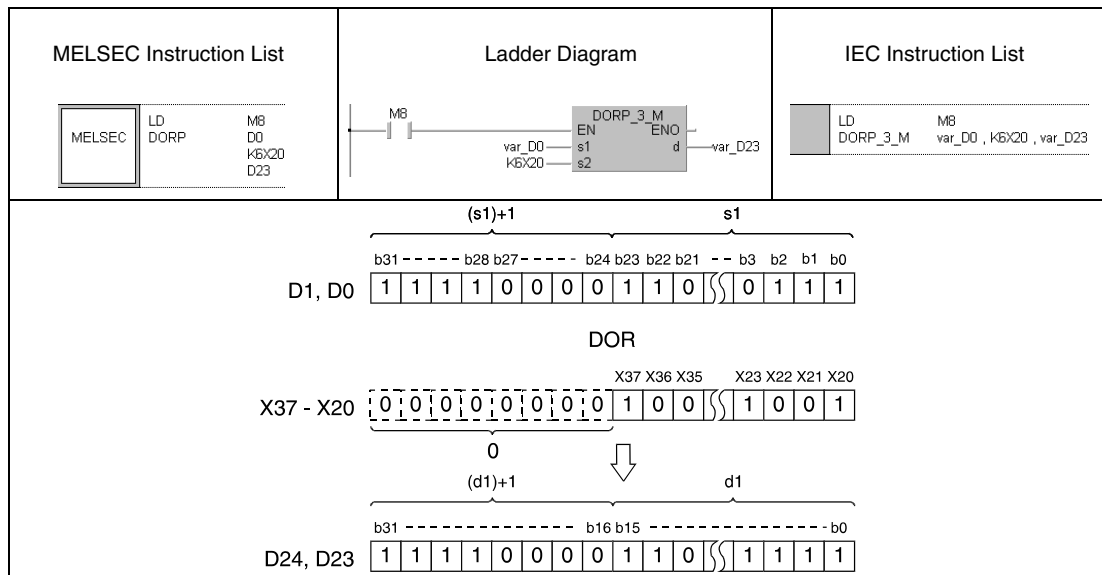 MELSEC Instruction List
Ladder Diagram
IEC Instruction List
MELSEC
LD M8
DORP D0
K6X20
D23
M8
DORP_3_M
EN ENO
var_D0 s1 d var_D23
K6X20 s2
LD M8
DORP_3_M var_D0 , K6X20 , var_D23
(s1)+1 s1
b31 b28 b27 b24 b23 b22 b21 b3 b2 b1 b0
D1, D0 1 1 1 1 0 0 0 0 1 1 0 0 1 1 1
DOR
X37 X36 X35 X23 X22 X21 X20
X37 - X20 0 0 0 0 0 0 0 0 1 0 0 1 0 0 1
0
(d1)+1 d1
b31 b16 b15 b0
D24, D23 1 1 1 1 0 0 0 0 1 1 0 1 1 1 1